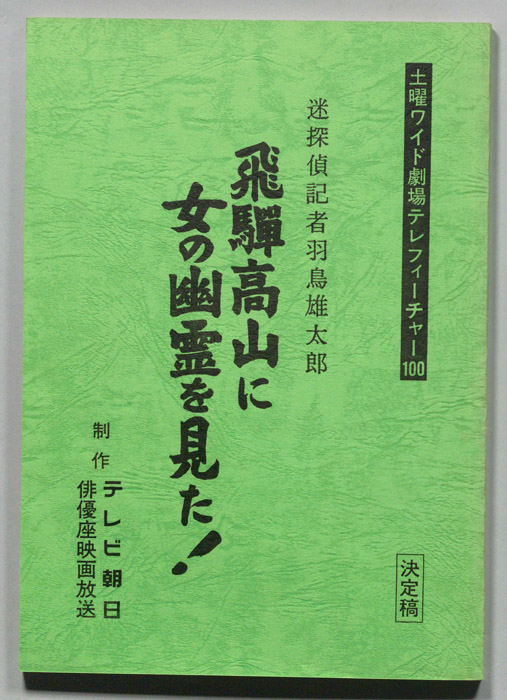 土曜ワイド劇場テレフィーチャー100
迷探偵記者羽鳥雄太郎
飛騨高山に
女の幽霊を見た!
制作
テレビ朝日
俳優座映画放送
決定稿